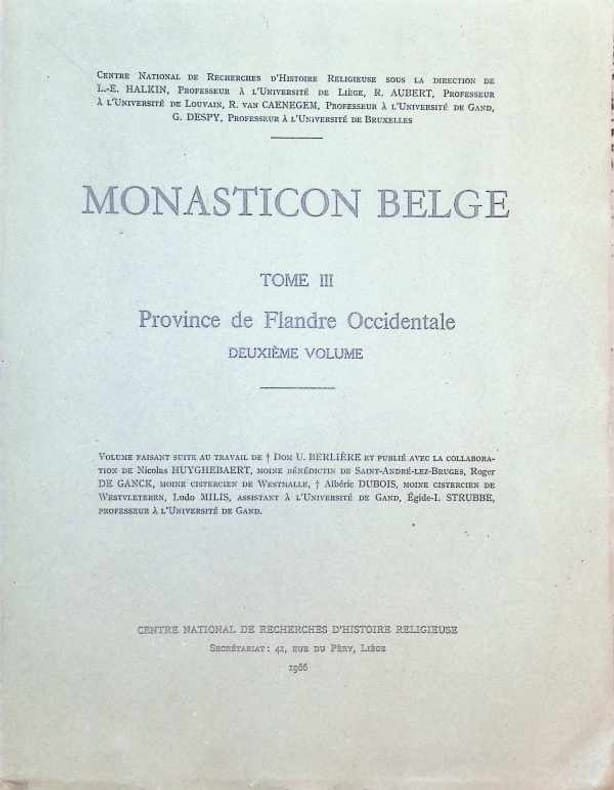 Centre National de Recherches d'Histoire Religieuse sous la direction de
L.-E. HALKIN, Professeur à l'Université de Liège, R. AUBERT, Professeur
à l'Université de Louvain, R. van CAENEGEM, Professeur à l'Université de Gand,
G. DESPY, Professeur à l'Université de Bruxelles
MONASTICON BELGE
TOME III
Province de Flandre Occidentale
DEUXIÈME VOLUME
Volume faisant suite au travail de † Dom U. BERLIÈRE et publié avec la collabora-
tion de Nicolas HUYGHEBAERT, moine bénédictin de Saint-André-lez-Bruges, Roger
DE GANCK, moine cistercien de Westmalle, † Albéric DUBOIS, moine cistercien de
Westvleteren, Ludo MILIS, assistant à l'Université de Gand, Égide-I. STRUBBE,
professeur à l'Université de Gand.
CENTRE NATIONAL DE RECHERCHES D'HISTOIRE RELIGIEUSE
Secrétariat: 42, rue du Péry, Liège
1966